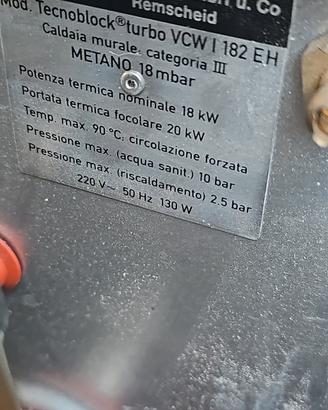 u. Co
Remscheid
Mod. Tecnoblock®turbo VCW I 182 EH
Caldaia murale: categoria III
METANO 18 mbar
Potenza termica nominale 18 kW
Portata termica focolare 20 kW
Temp. max. 90 °C, circolazione forzata
Pressione max. (acqua sanit.) 10 bar
Pressione max. (riscaldamento) 2.5 bar
220 V~ 50 Hz 130 W